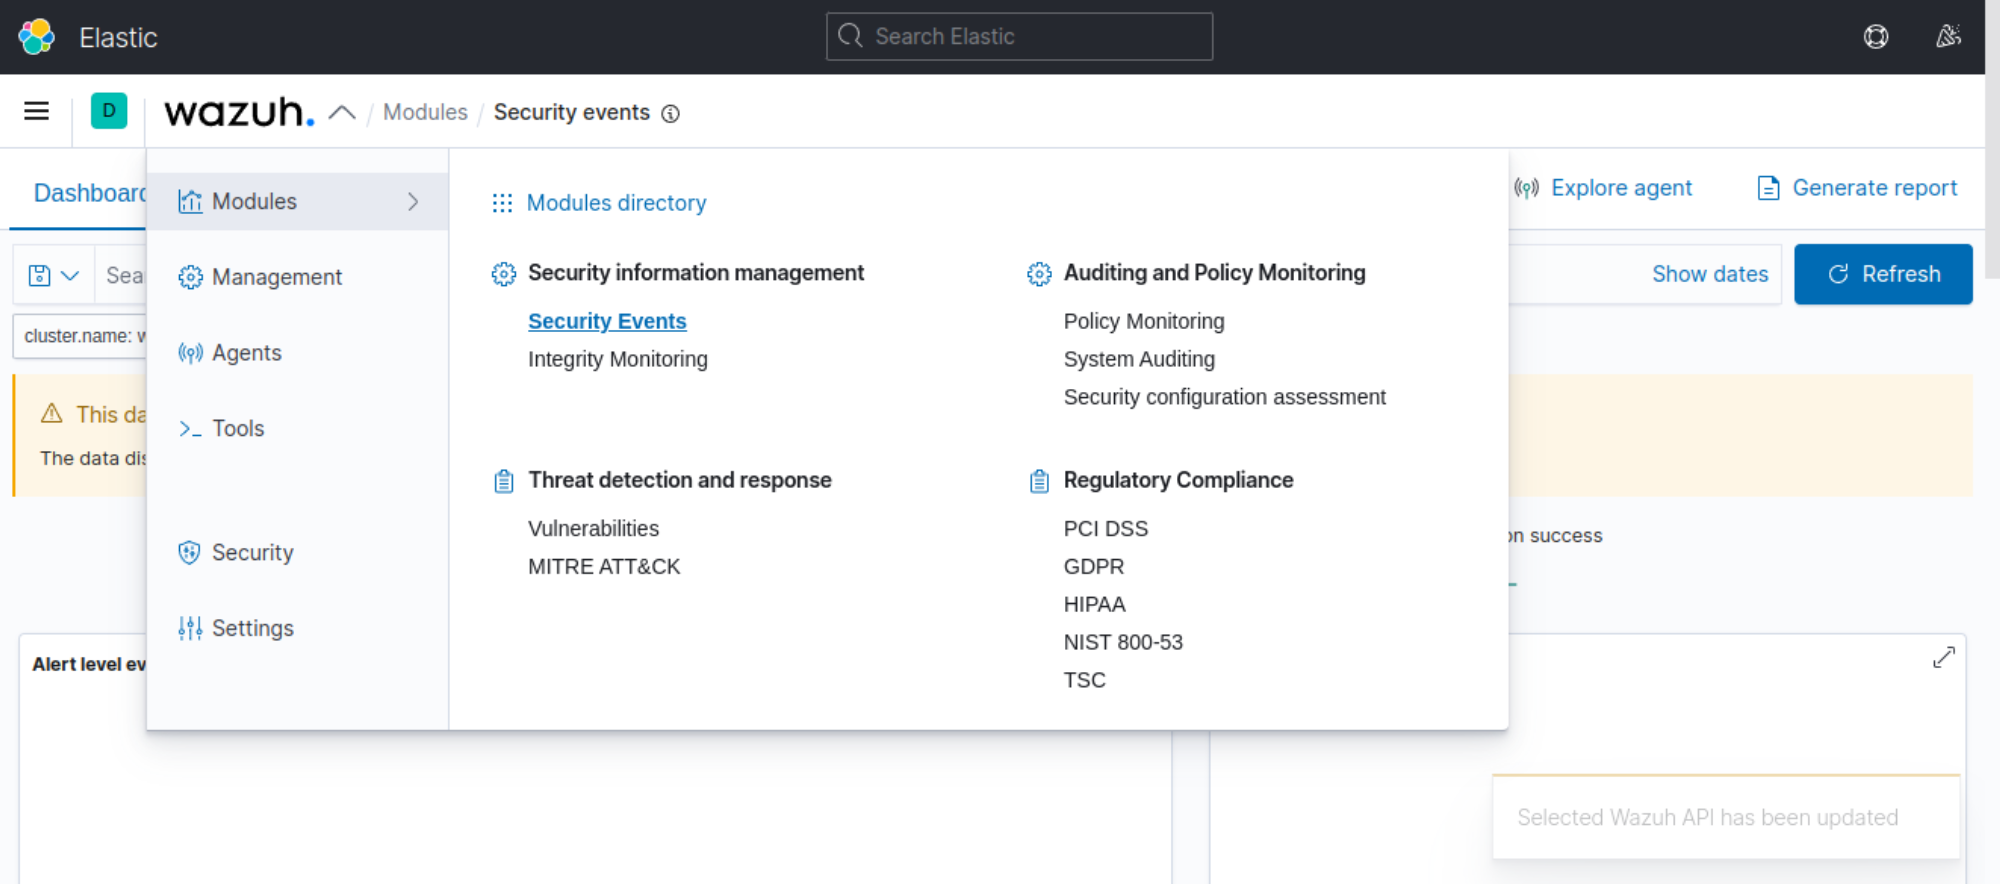 Elastic
Search Elastic
D
wazuh.
/ Modules / Security events
Dashboard
Explore agent
Generate report
Sea
Show dates
Refresh
cluster.name: w
This da
The data dis
Modules
Management
Agents
>_ Tools
Security
Settings
Modules directory
Security information management
Security Events
Integrity Monitoring
Auditing and Policy Monitoring
Policy Monitoring
System Auditing
Security configuration assessment
Threat detection and response
Vulnerabilities
MITRE ATT&CK
Regulatory Compliance
PCI DSS
GDPR
HIPAA
NIST 800-53
TSC
on success
Alert level ev
Selected Wazuh API has been updated